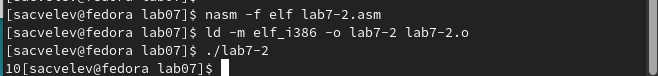 [sacvelev@fedora lab07]$ nasm -f elf lab7-2.asm
[sacvelev@fedora lab07]$ ld -m elf_i386 -o lab7-2 lab7-2.o
[sacvelev@fedora lab07]$ ./lab7-2
10[sacvelev@fedora lab07]$